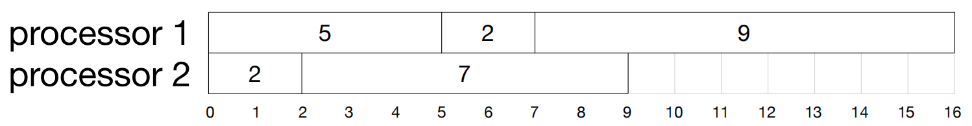 processor 1 5 2 9
processor 2 2 7
0 1 2 3 4 5 6 7 8 9 10 11 12 13 14 15 16